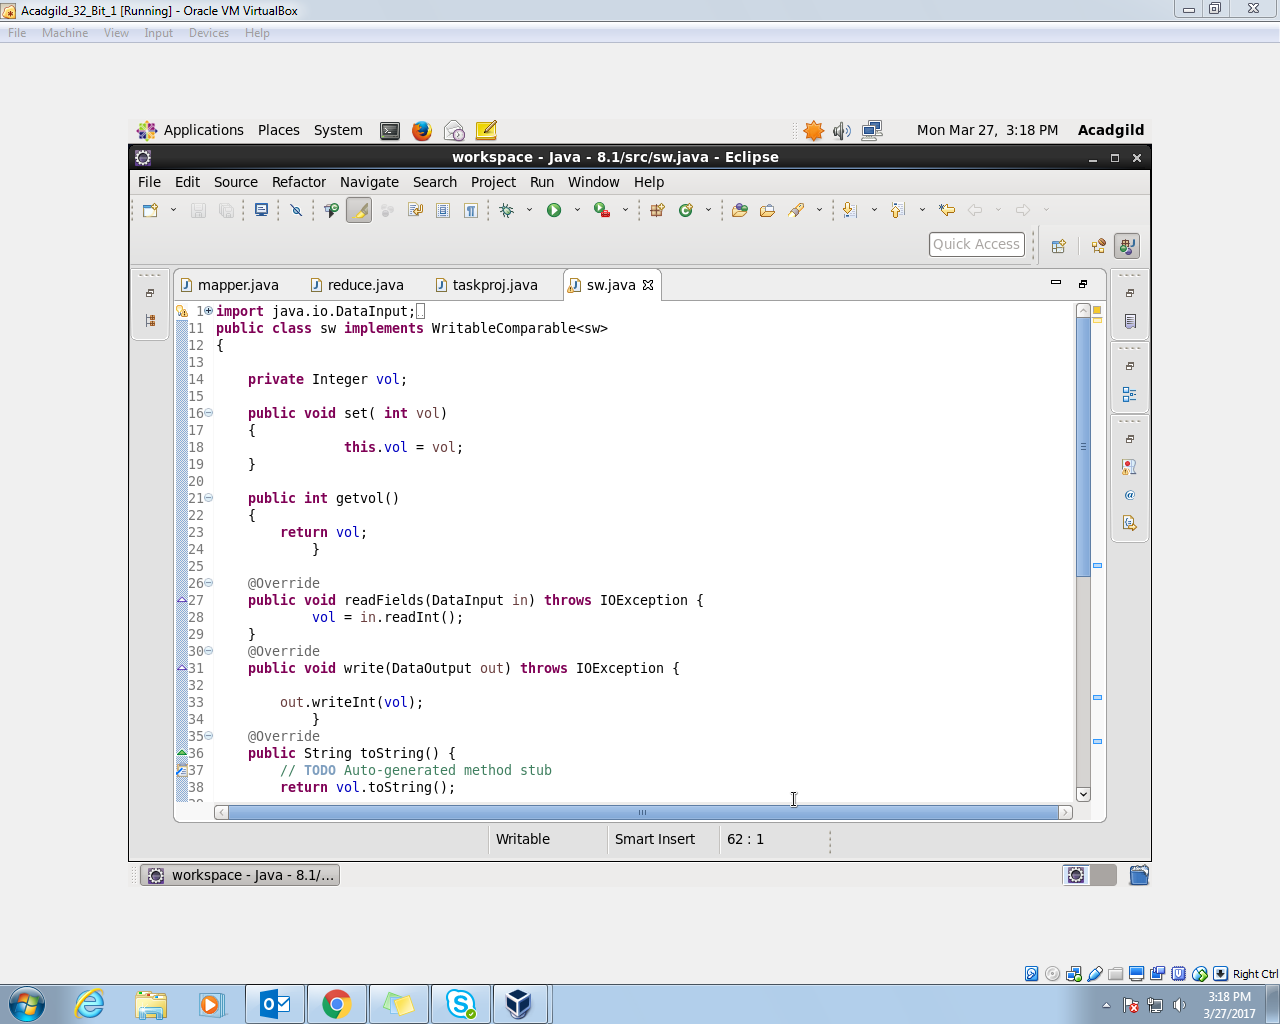 Acadgild_32_Bit_1 [Running] - Oracle VM VirtualBox
File Machine View Input Devices Help
Applications Places System Mon Mar 27, 3:18 PM Acadgild
workspace - Java - 8.1/src/sw.java - Eclipse
File Edit Source Refactor Navigate Search Project Run Window Help
Quick Access
mapper.java reduce.java taskproj.java sw.java
1 import java.io.DataInput;
11 public class sw implements WritableComparable<sw>
12 {
13
14 private Integer vol;
15
16 public void set( int vol)
17 {
18 this.vol = vol;
19 }
20
21 public int getvol()
22 {
23 return vol;
24 }
25
26 @Override
27 public void readFields(DataInput in) throws IOException {
28 vol = in.readInt();
29 }
30 @Override
31 public void write(DataOutput out) throws IOException {
32
33 out.writeInt(vol);
34 }
35 @Override
36 public String toString() {
37 // TODO Auto-generated method stub
38 return vol.toString();
Writable Smart Insert 62 : 1
workspace - Java - 8.1/...
Right Ctrl
3:18 PM
3/27/2017